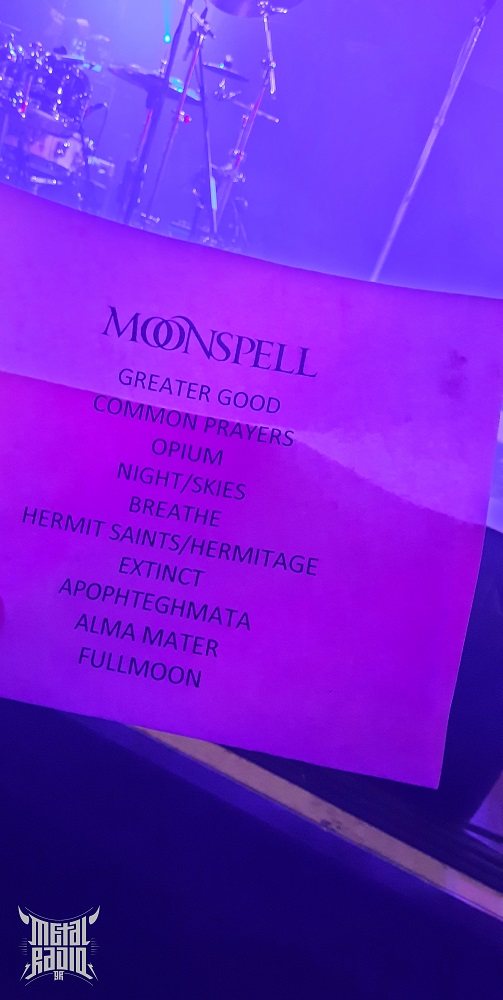 MOONSPELL
GREATER GOOD
COMMON PRAYERS
OPIUM
NIGHT/SKIES
BREATHE
HERMIT SAINTS/HERMITAGE
EXTINCT
APOPHTEGHMATA
ALMA MATER
FULLMOON
METAL
RADIO
GR